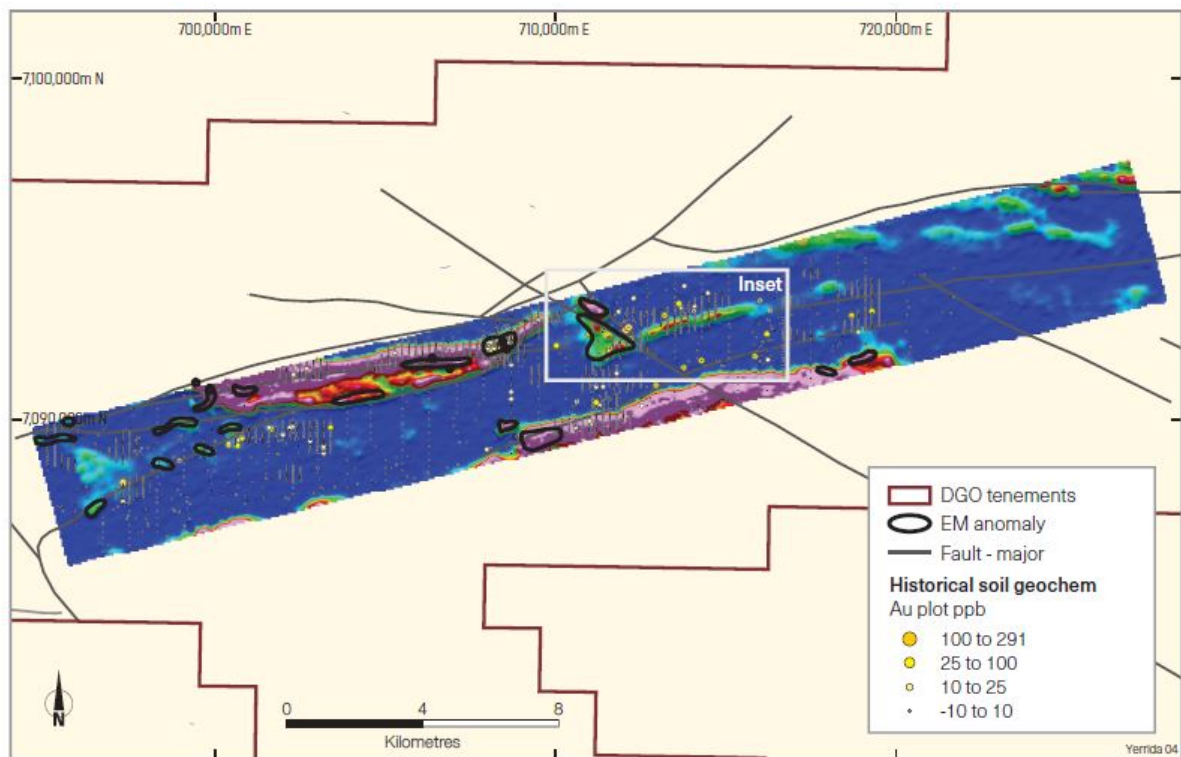 700,000m E
710,000m E
720,000m E
7,100,000m N
Inset
7,090,000m N
DGO tenements
EM anomaly
Fault - major
Historical soil geochem
Au plot ppb
100 to 291
25 to 100
10 to 25
-10 to 10
N
0
4
8
Kilometres
Yerrida 04